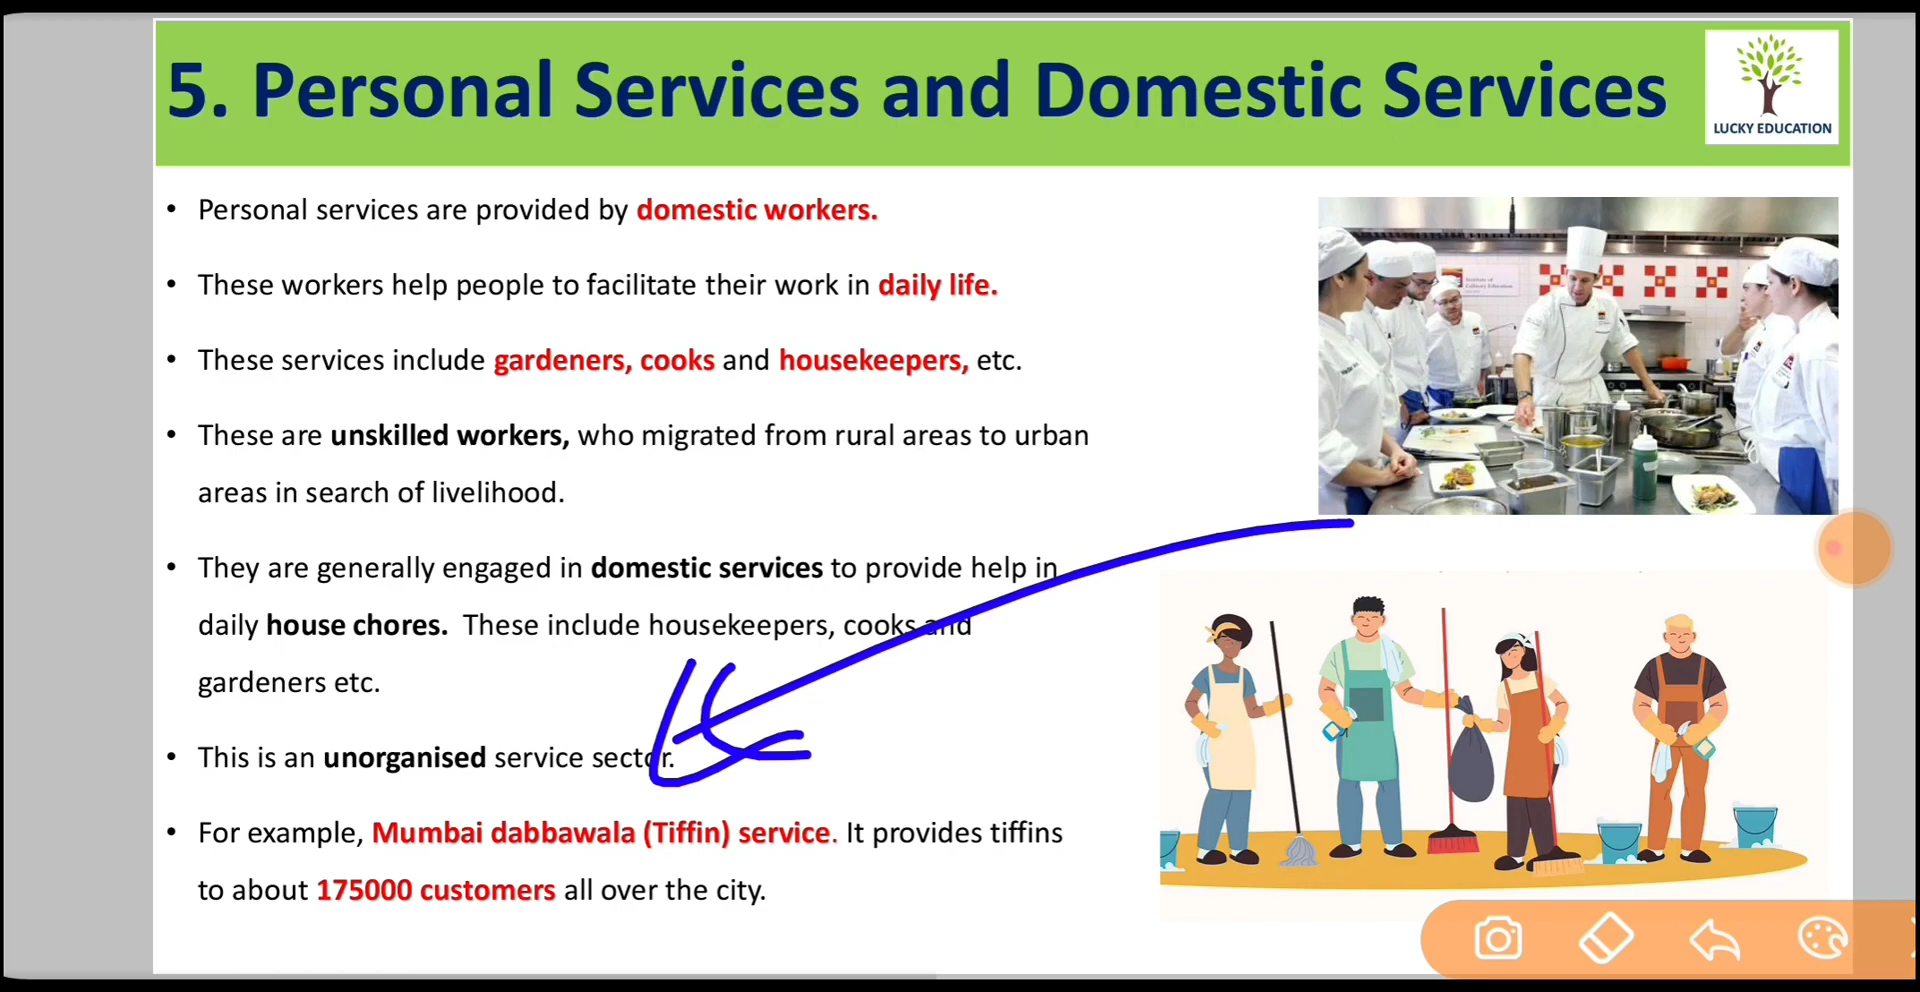 5. Personal Services and Domestic Services
LUCKY EDUCATION
• Personal services are provided by domestic workers.
• These workers help people to facilitate their work in daily life.
• These services include gardeners, cooks and housekeepers, etc.
• These are unskilled workers, who migrated from rural areas to urban
areas in search of livelihood.
• They are generally engaged in domestic services to provide help in
daily house chores. These include housekeepers, cooks and
gardeners etc.
• This is an unorganised service sector.
• For example, Mumbai dabbawala (Tiffin) service. It provides tiffins
to about 175000 customers all over the city.
Institute of
Culinary Education